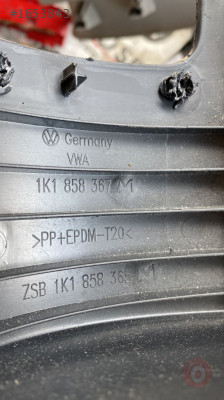 Germany
VWA
1K1 858 367 M
>PP+EPDM-T20<
ZSB 1K1 858 365 M